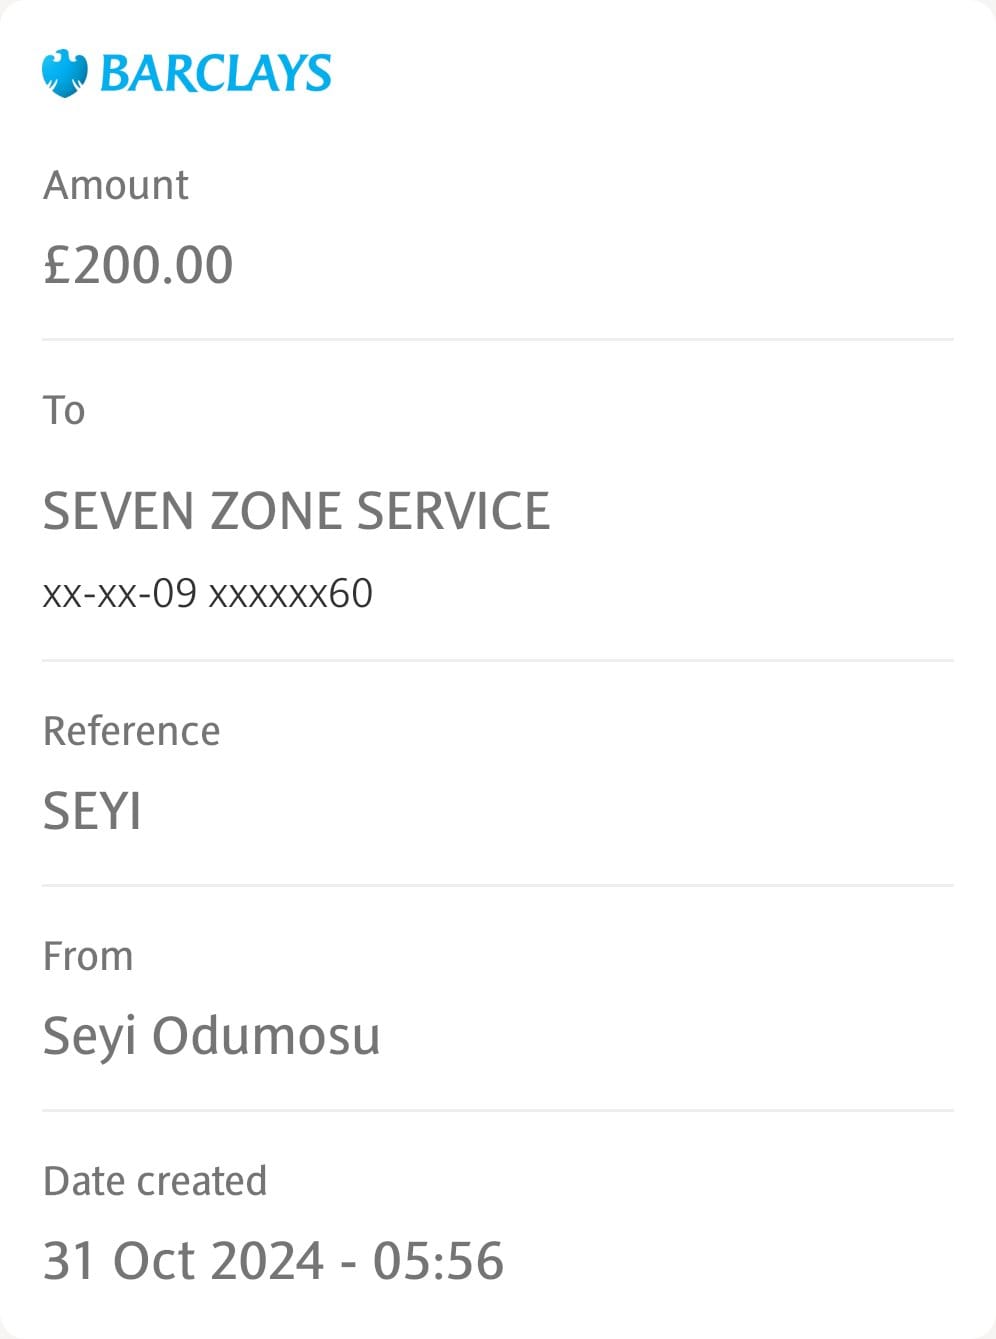 BARCLAYS
Amount
£200.00
To
SEVEN ZONE SERVICE
xx-xx-09 xxxxxx60
Reference
SEYI
From
Seyi Odumosu
Date created
31 Oct 2024 - 05:56